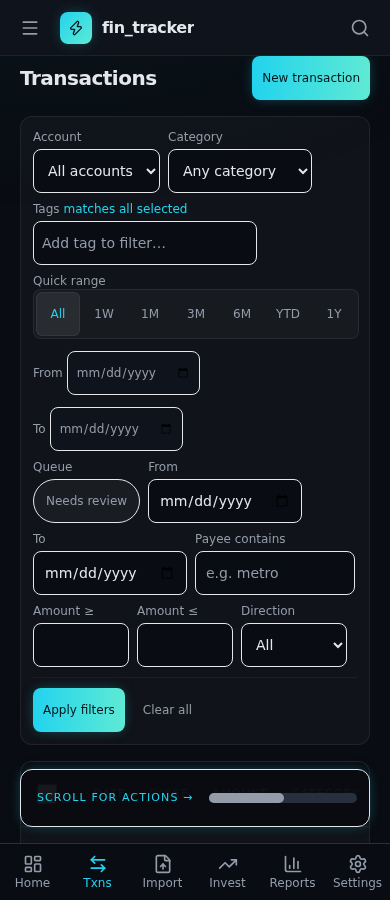 fin_tracker
Transactions
New transaction
Account Category
All accounts Any category
Tags matches all selected
Add tag to filter...
Quick range
All 1W 1M 3M 6M YTD 1Y
From mm/dd/yyyy
To mm/dd/yyyy
Queue From
Needs review mm/dd/yyyy
To Payee contains
mm/dd/yyyy e.g. metro
Amount ≥ Amount ≤ Direction
All
Apply filters Clear all
SCROLL FOR ACTIONS →
Home Txns Import Invest Reports Settings